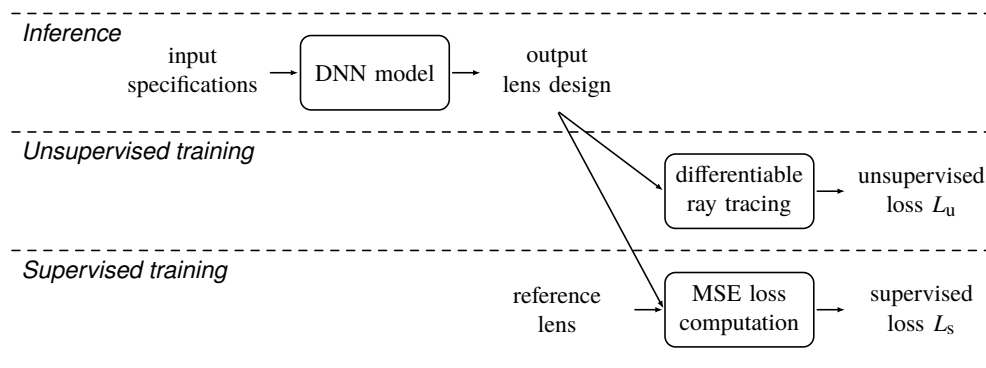 Inference
input
specifications
DNN model
output
lens design
Unsupervised training
differentiable
ray tracing
unsupervised
loss Lu
Supervised training
reference
lens
MSE loss
computation
supervised
loss Ls